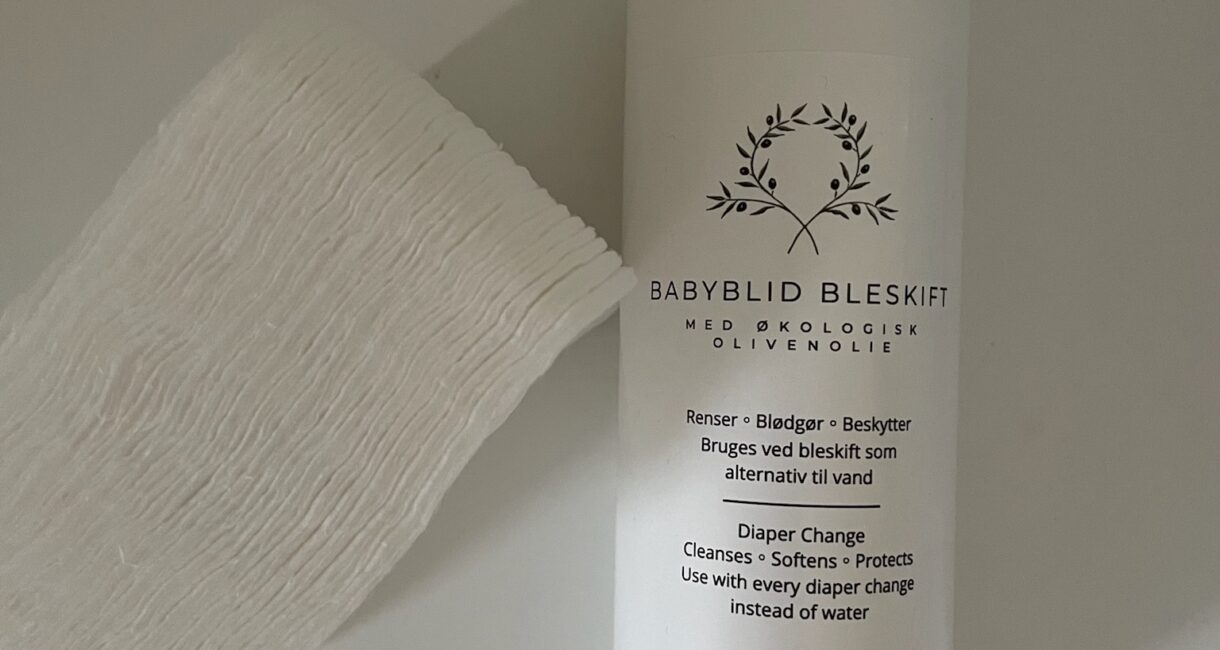 BABYBLID BLESKIFT
MED ØKOLOGISK
OLIVENOLIE
Renser ∘ Blødgør ∘ Beskytter
Bruges ved bleskift som
alternativ til vand
Diaper Change
Cleanses ∘ Softens ∘ Protects
Use with every diaper change
instead of water